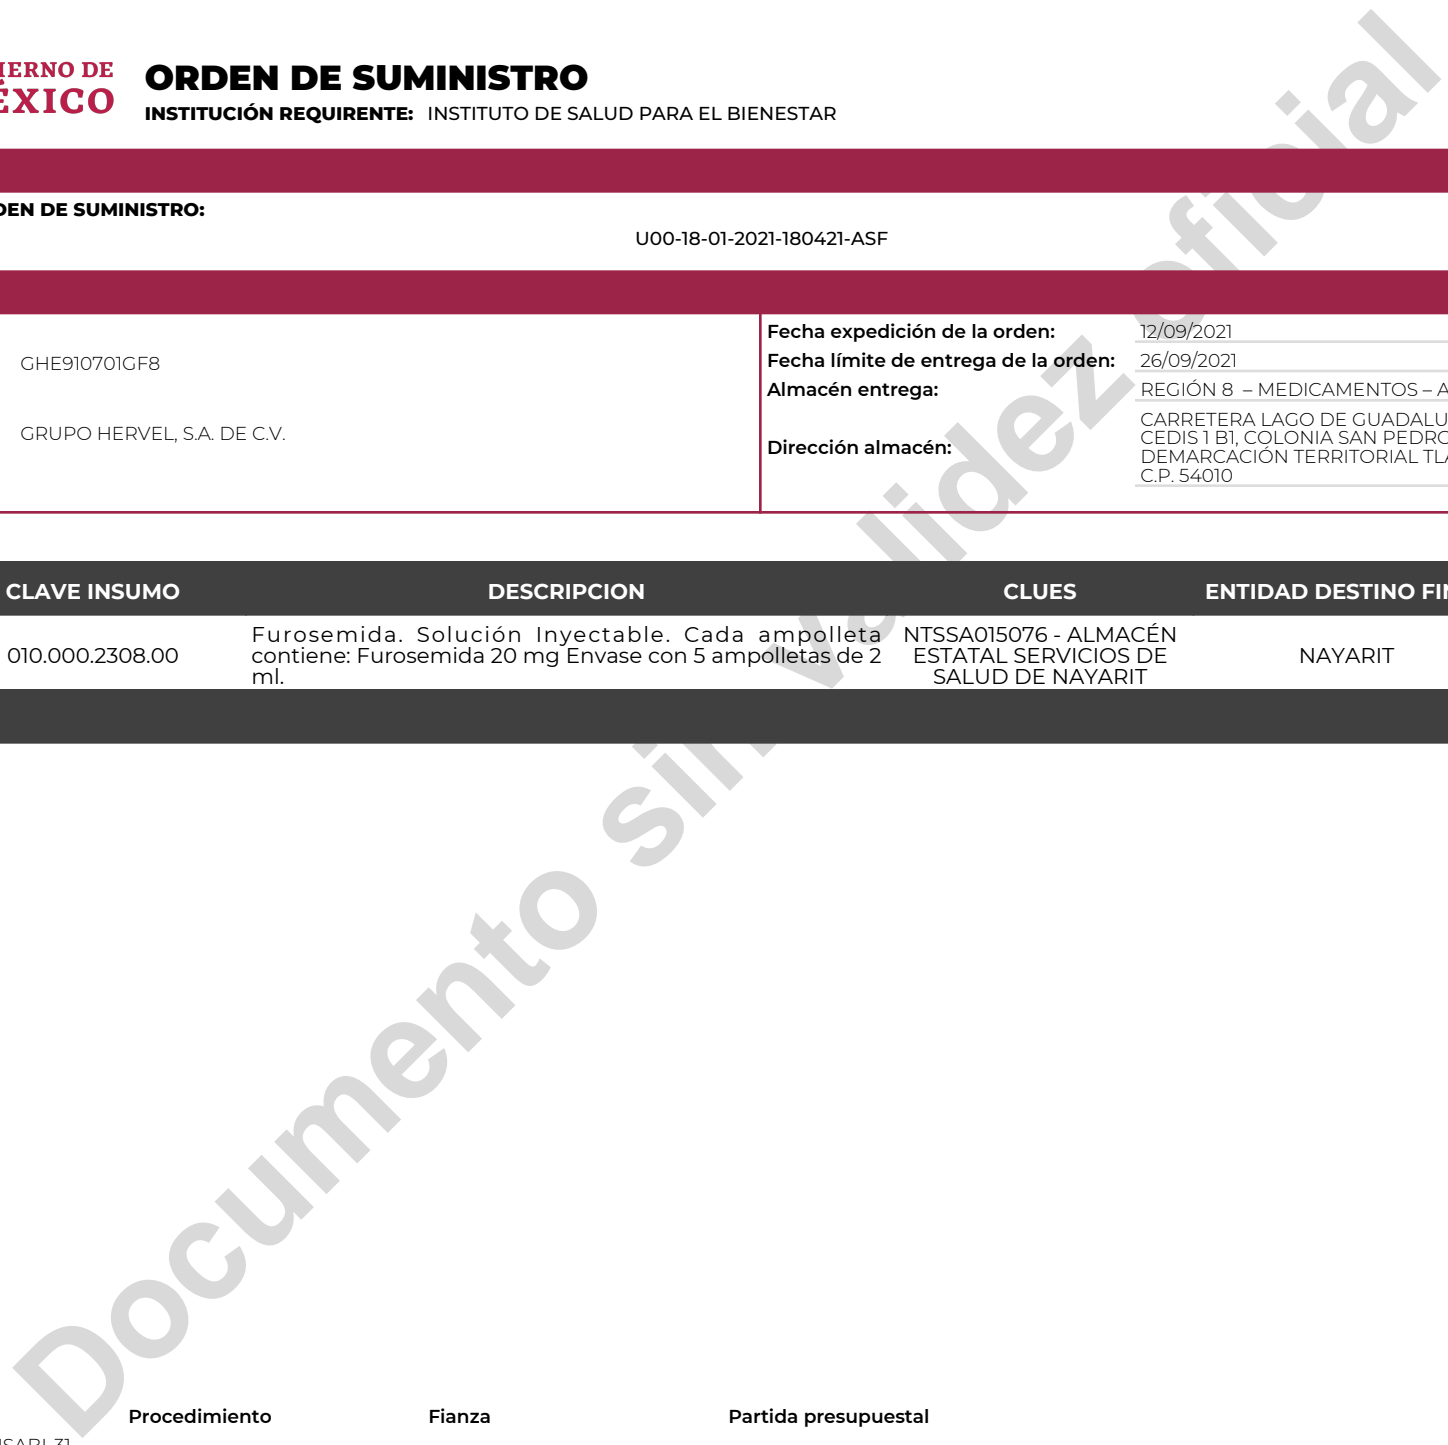 IERNO DE
ÉXICO
ORDEN DE SUMINISTRO
INSTITUCIÓN REQUIRENTE: INSTITUTO DE SALUD PARA EL BIENESTAR
DEN DE SUMINISTRO:
U00-18-01-2021-180421-ASF
GHE910701GF8
GRUPO HERVEL, S.A. DE C.V.
Fecha expedición de la orden: 12/09/2021
Fecha límite de entrega de la orden: 26/09/2021
Almacén entrega: REGIÓN 8 – MEDICAMENTOS – A
Dirección almacén:
CARRETERA LAGO DE GUADALU
CEDIS 1 B1, COLONIA SAN PEDRO
DEMARCACIÓN TERRITORIAL TLA
C.P. 54010
CLAVE INSUMO DESCRIPCION CLUES ENTIDAD DESTINO FIN
010.000.2308.00
Furosemida. Solución Inyectable. Cada ampolleta
contiene: Furosemida 20 mg Envase con 5 ampolletas de 2
ml.
NTSSA015076 - ALMACÉN
ESTATAL SERVICIOS DE
SALUD DE NAYARIT
NAYARIT
Documento sin validez oficial
Procedimiento Fianza Partida presupuestal